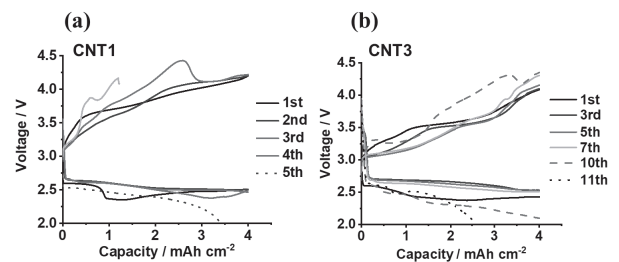 (a)
CNT1
4.5
4.0
3.5
3.0
2.5
2.0
Voltage / V
0 1 2 3 4
Capacity / mAh cm⁻²
1st
2nd
3rd
4th
5th
(b)
CNT3
4.5
4.0
3.5
3.0
2.5
2.0
Voltage / V
0 1 2 3 4
Capacity / mAh cm⁻²
1st
3rd
5th
7th
10th
11th